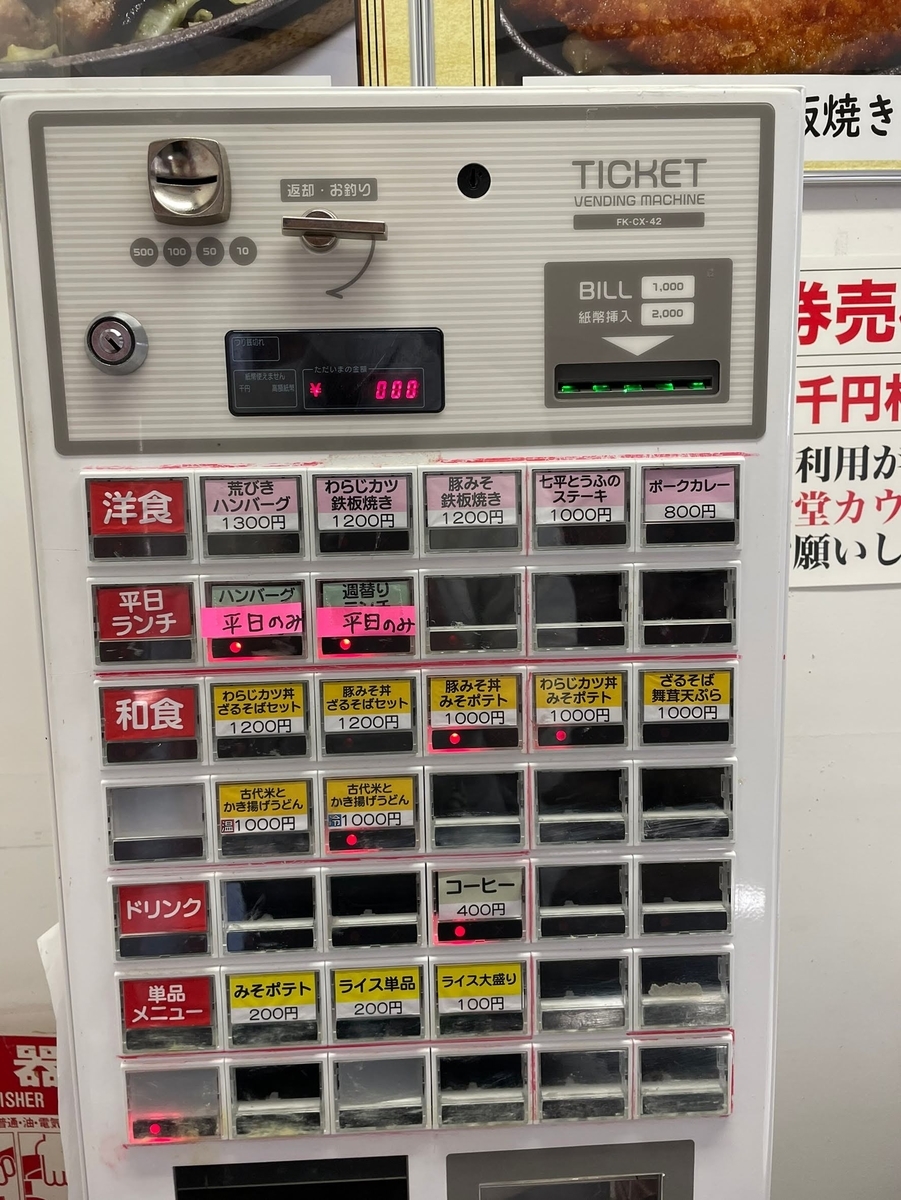 板焼き
返却・お釣り
TICKET
VENDING MACHINE
FK-CX-42
500 100 50 10
BILL 1,000
紙幣挿入 2,000
ただいまの金額
¥ 000
券売
千円札
利用が
堂カウ
願いし
洋食
荒びき
ハンバーグ
1300円
わらじカツ
鉄板焼き
1200円
豚みそ
鉄板焼き
1200円
七平とうふの
ステーキ
1000円
ポークカレー
800円
平日
ランチ
ハンバーグ
平日のみ
週替り
ランチ
平日のみ
和食
わらじカツ丼
ざるそばセット
1200円
豚みそ丼
ざるそばセット
1200円
豚みそ丼
みそポテト
1000円
わらじカツ丼
みそポテト
1000円
ざるそば
舞茸天ぷら
1000円
古代米と
かき揚げうどん
温1000円
古代米と
かき揚げうどん
冷1000円
ドリンク
コーヒー
400円
単品
メニュー
みそポテト
200円
ライス単品
200円
ライス大盛り
100円
器
ISHER
普通・油・電気